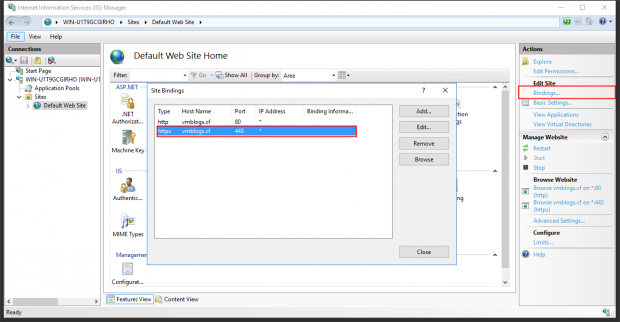 Internet Information Services (IIS) Manager
WIN-U1T9GCGIRHO ▸ Sites ▸ Default Web Site ▸
File View Help
Connections
Start Page
WIN-U1T9GCGIRHO (WIN-U1
Application Pools
Sites
Default Web Site
Default Web Site Home
Filter: Go Show All Group by: Area
ASP.NET
.NET
Authorizat...
Machine Key
IIS
Authentic...
MIME Types
Managemen
Configurat...
ng
Site Bindings ? ×
Type Host Name Port IP Address Binding Informa...
http vmblogs.cf 80 *
https vmblogs.cf 443 *
Add...
Edit...
Remove
Browse
Close
Features View Content View
Actions
Explore
Edit Permissions...
Edit Site
Bindings...
Basic Settings...
View Applications
View Virtual Directories
Manage Website
Restart
Start
Stop
Browse Website
Browse vmblogs.cf on *:80
(http)
Browse vmblogs.cf on *:443
(https)
Advanced Settings...
Configure
Limits...
Help
Ready